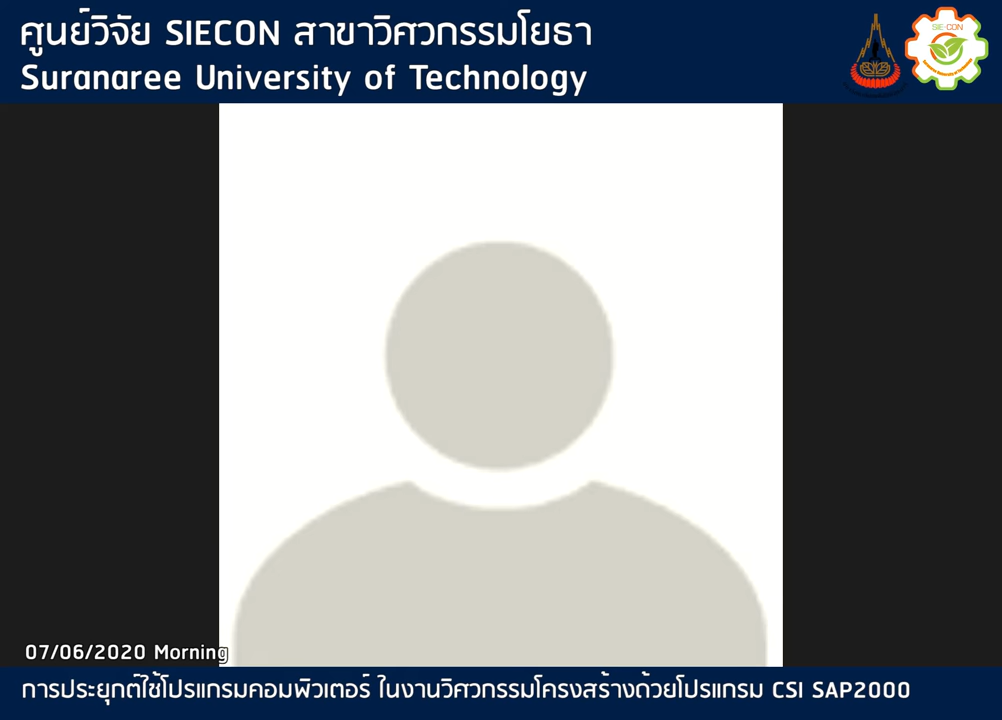 ศูนย์วิจัย SIECON สาขาวิศวกรรมโยธา
Suranaree University of Technology
SIE-CON
07/06/2020 Morning
การประยุกต์ใช้โปรแกรมคอมพิวเตอร์ ในงานวิศวกรรมโครงสร้างด้วยโปรแกรม CSI SAP2000